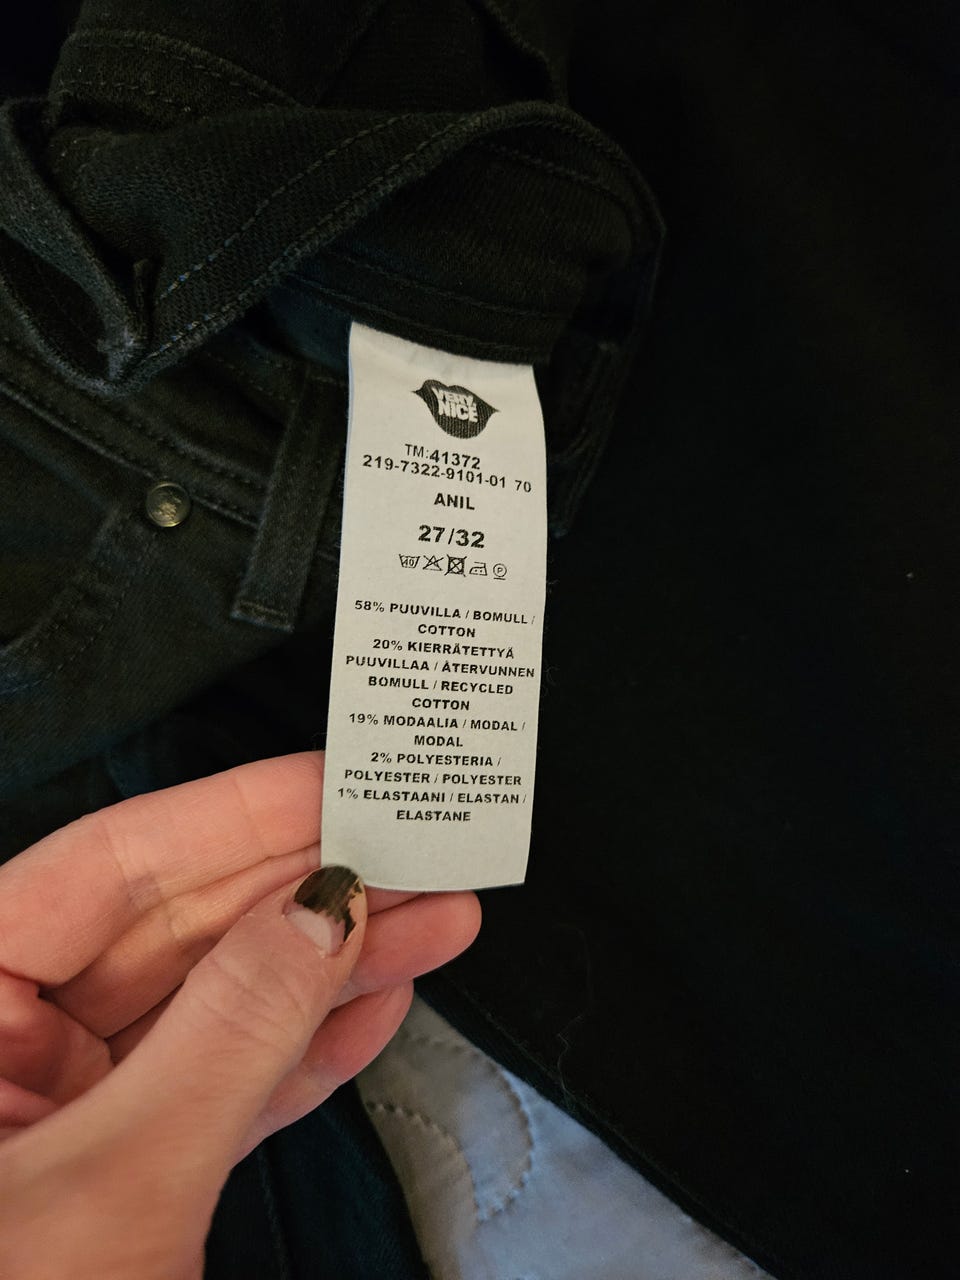 VERY
NICE
TM:41372
219-7322-9101-01 70
ANIL
27/32
40 P
58% PUUVILLA / BOMULL /
COTTON
20% KIERRÄTETTYÄ
PUUVILLAA / ÅTERVUNNEN
BOMULL / RECYCLED
COTTON
19% MODAALIA / MODAL /
MODAL
2% POLYESTERIA /
POLYESTER / POLYESTER
1% ELASTAANI / ELASTAN /
ELASTANE